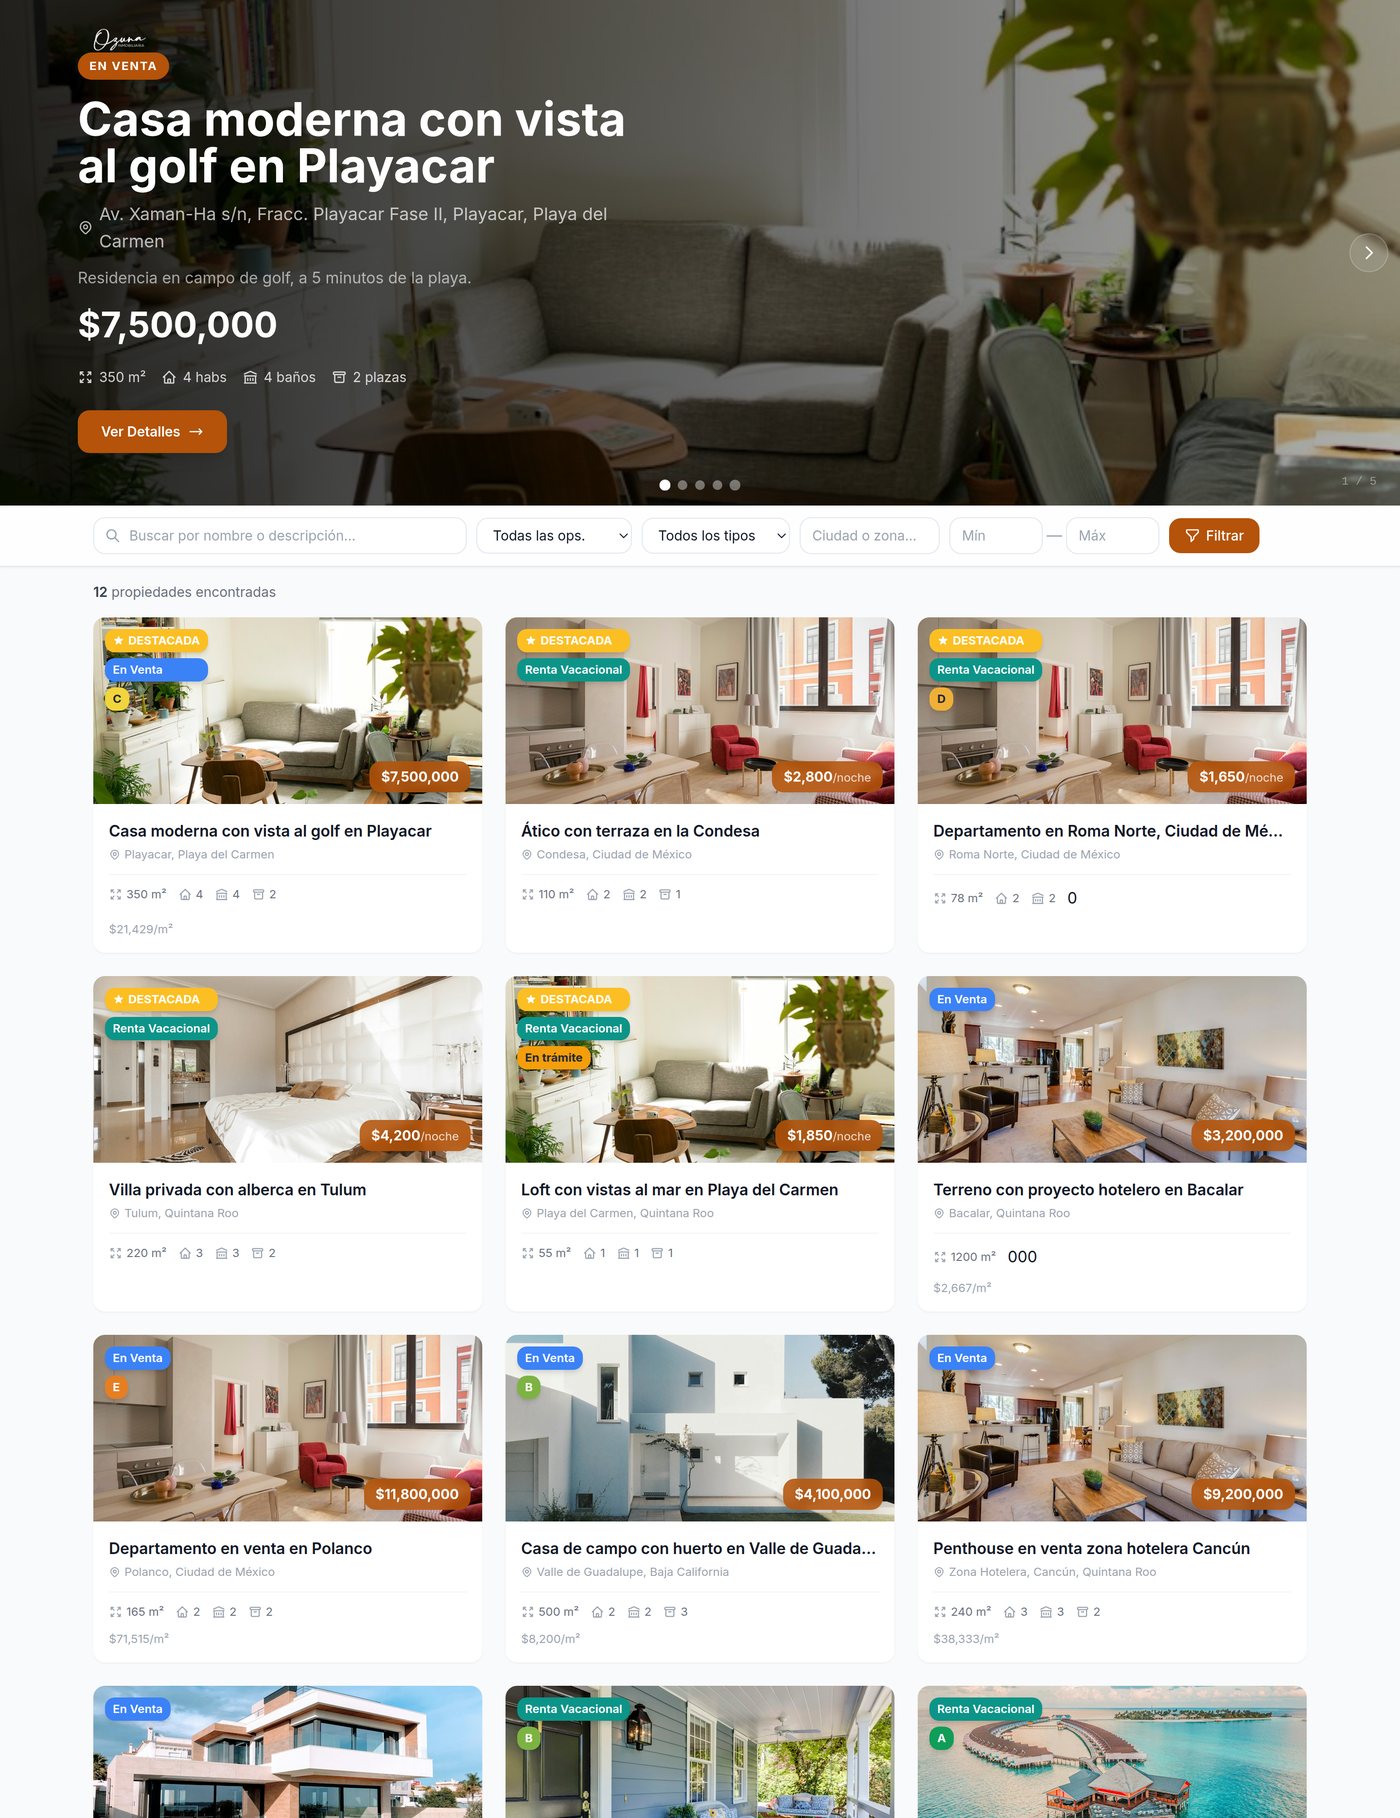 Ozuna
INMOBILIARIA
EN VENTA
Casa moderna con vista
al golf en Playacar
Av. Xaman-Ha s/n, Fracc. Playacar Fase II, Playacar, Playa del
Carmen
Residencia en campo de golf, a 5 minutos de la playa.
$7,500,000
350 m² 4 habs 4 baños 2 plazas
Ver Detalles →
1 / 5
Buscar por nombre o descripción... Todas las ops. Todos los tipos Ciudad o zona... Mín — Máx Filtrar
12 propiedades encontradas
★ DESTACADA
En Venta
C
$7,500,000
Casa moderna con vista al golf en Playacar
Playacar, Playa del Carmen
350 m² 4 4 2
$21,429/m²
★ DESTACADA
Renta Vacacional
$2,800/noche
Ático con terraza en la Condesa
Condesa, Ciudad de México
110 m² 2 2 1
★ DESTACADA
Renta Vacacional
D
$1,650/noche
Departamento en Roma Norte, Ciudad de Mé...
Roma Norte, Ciudad de México
78 m² 2 2 0
★ DESTACADA
Renta Vacacional
$4,200/noche
Villa privada con alberca en Tulum
Tulum, Quintana Roo
220 m² 3 3 2
★ DESTACADA
Renta Vacacional
En trámite
$1,850/noche
Loft con vistas al mar en Playa del Carmen
Playa del Carmen, Quintana Roo
55 m² 1 1 1
En Venta
$3,200,000
Terreno con proyecto hotelero en Bacalar
Bacalar, Quintana Roo
1200 m² 000
$2,667/m²
En Venta
E
$11,800,000
Departamento en venta en Polanco
Polanco, Ciudad de México
165 m² 2 2 2
$71,515/m²
En Venta
B
$4,100,000
Casa de campo con huerto en Valle de Guada...
Valle de Guadalupe, Baja California
500 m² 2 2 3
$8,200/m²
En Venta
$9,200,000
Penthouse en venta zona hotelera Cancún
Zona Hotelera, Cancún, Quintana Roo
240 m² 3 3 2
$38,333/m²
En Venta
Renta Vacacional
B
Renta Vacacional
A